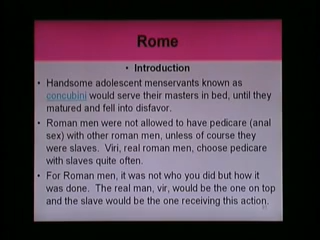 Rome
• Introduction
• Handsome adolescent menservants known as
concubini would serve their masters in bed, until they
matured and fell into disfavor.
• Roman men were not allowed to have pedicare (anal
sex) with other roman men, unless of course they
were slaves. Viri, real roman men, choose pedicare
with slaves quite often.
• For Roman men, it was not who you did but how it
was done. The real man, vir, would be the one on top
and the slave would be the one receiving this action.